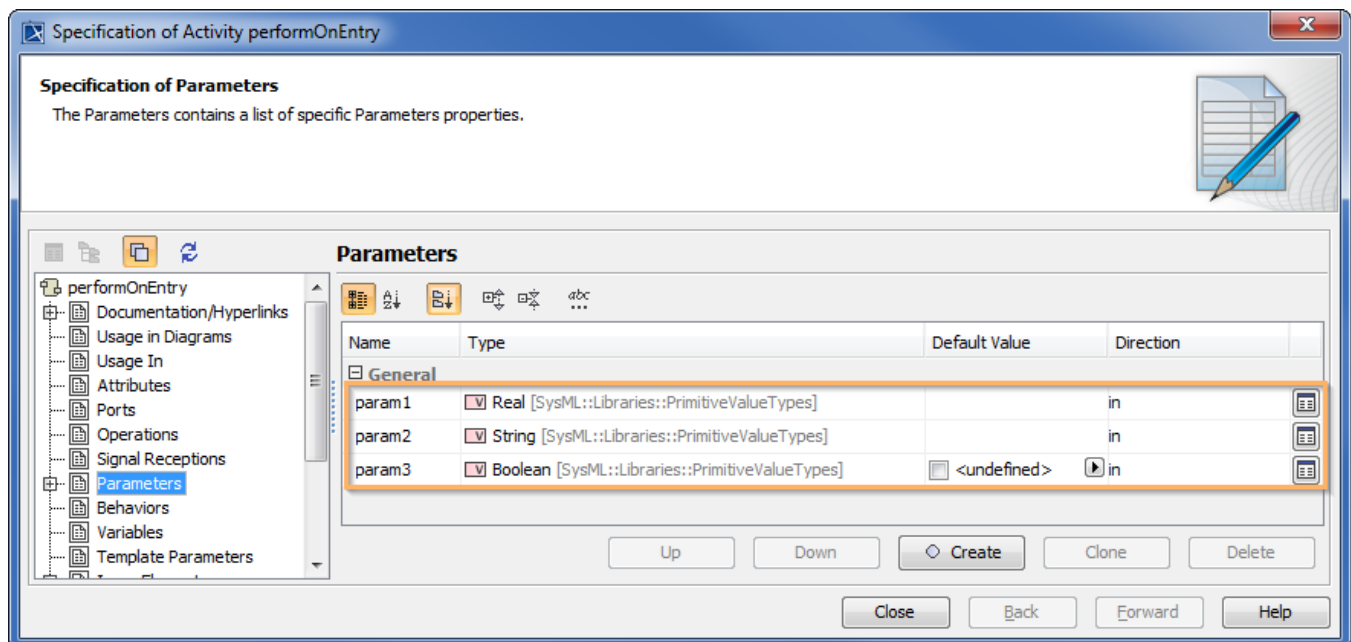 Specification of Activity performOnEntry
Specification of Parameters
The Parameters contains a list of specific Parameters properties.
performOnEntry
Documentation/Hyperlinks
Usage in Diagrams
Usage In
Attributes
Ports
Operations
Signal Receptions
Parameters
Behaviors
Variables
Template Parameters
Parameters
abc
Name Type Default Value Direction
General
param1 V Real [SysML::Libraries::PrimitiveValueTypes] in
param2 V String [SysML::Libraries::PrimitiveValueTypes] in
param3 V Boolean [SysML::Libraries::PrimitiveValueTypes] <undefined> in
Up Down Create Clone Delete
Close Back Forward Help